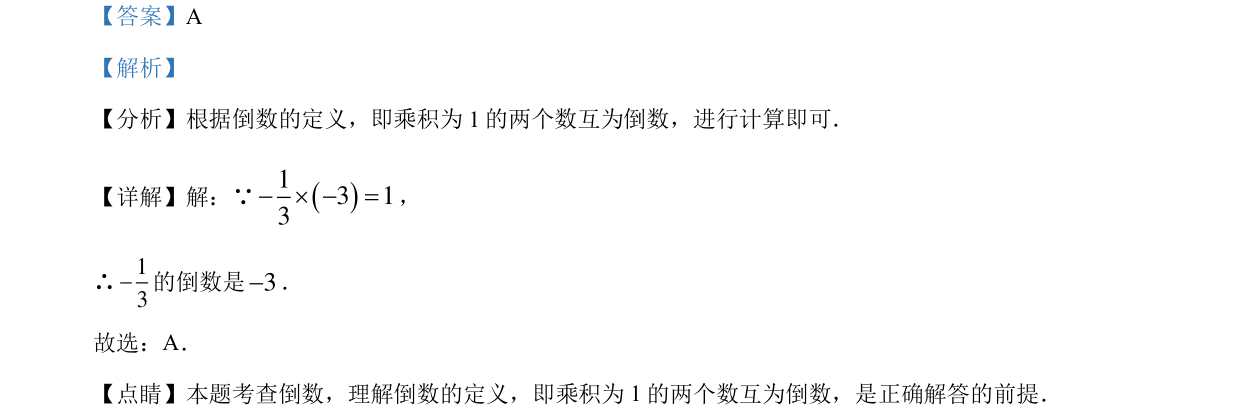 【答案】A
【解析】
【分析】根据倒数的定义，即乘积为 1 的两个数互为倒数，进行计算即可．
【详解】解：∵$-\frac{1}{3}\times(-3)=1$，
∴$-\frac{1}{3}$的倒数是$-3$．
故选：A．
【点睛】本题考查倒数，理解倒数的定义，即乘积为 1 的两个数互为倒数，是正确解答的前提．